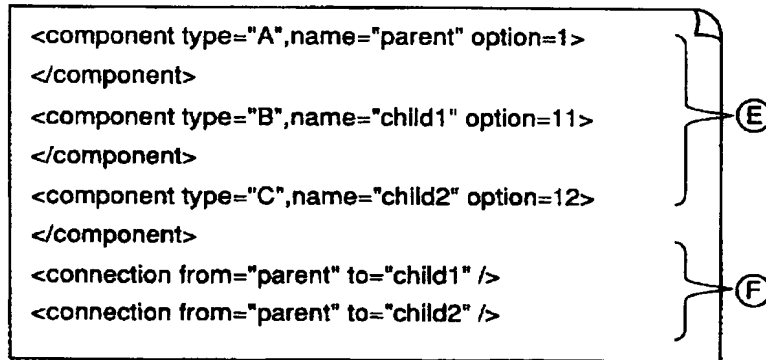 <component type="A",name="parent" option=1>
</component>
<component type="B",name="child1" option=11>
</component>
<component type="C",name="child2" option=12>
</component>
<connection from="parent" to="child1" />
<connection from="parent" to="child2" />
E
F